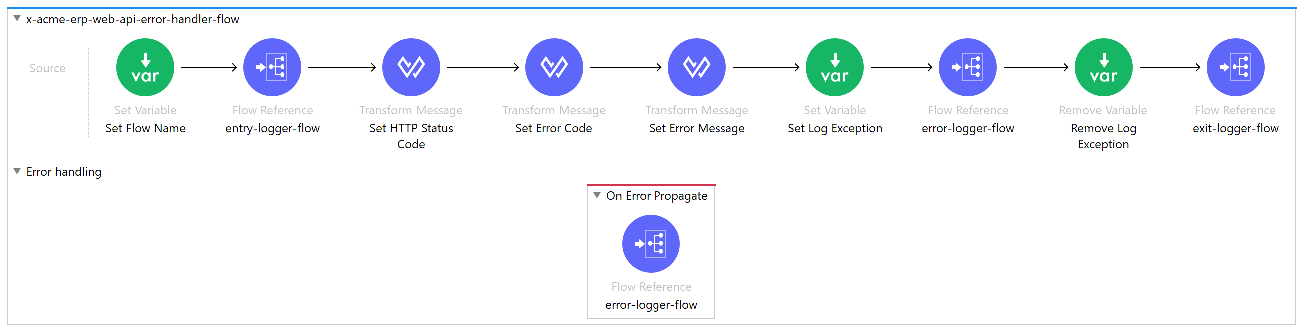 x-acme-erp-web-api-error-handler-flow
Source
var
Set Variable
Set Flow Name
Flow Reference
entry-logger-flow
Transform Message
Set HTTP Status
Code
Transform Message
Set Error Code
Transform Message
Set Error Message
var
Set Variable
Set Log Exception
Flow Reference
error-logger-flow
var
Remove Variable
Remove Log
Exception
Flow Reference
exit-logger-flow
Error handling
On Error Propagate
Flow Reference
error-logger-flow